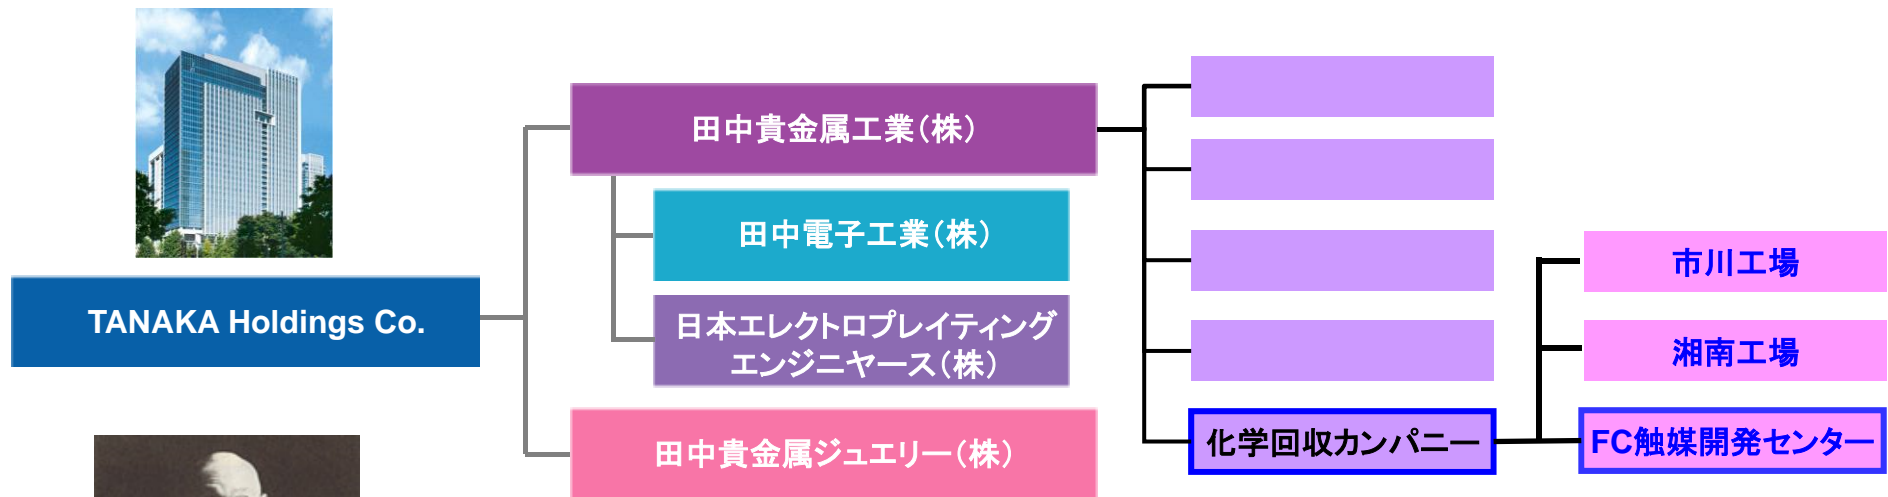 TANAKA Holdings Co.
田中貴金属工業(株)
田中電子工業(株)
日本エレクトロプレイティング
エンジニヤース(株)
田中貴金属ジュエリー(株)
化学回収カンパニー
市川工場
湘南工場
FC触媒開発センター